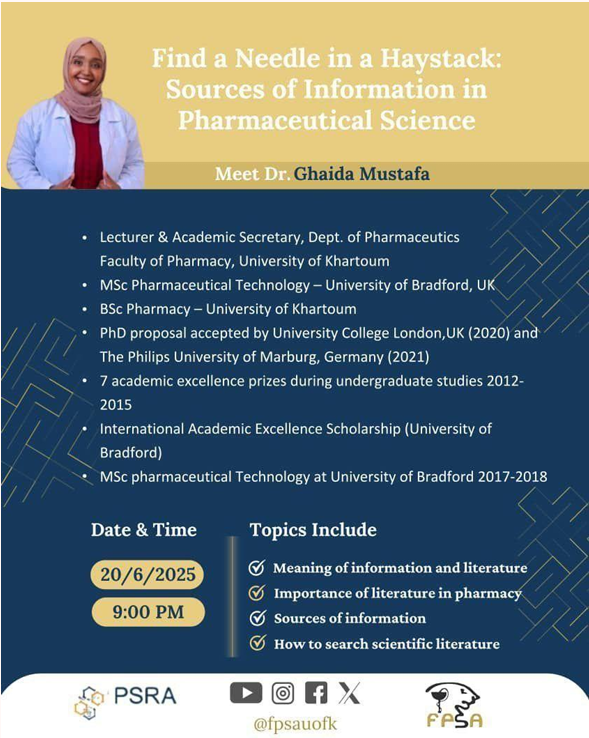 Find a Needle in a Haystack:
Sources of Information in
Pharmaceutical Science
Meet Dr. Ghaida Mustafa
• Lecturer & Academic Secretary, Dept. of Pharmaceutics
Faculty of Pharmacy, University of Khartoum
• MSc Pharmaceutical Technology – University of Bradford, UK
• BSc Pharmacy – University of Khartoum
• PhD proposal accepted by University College London,UK (2020) and
The Philips University of Marburg, Germany (2021)
• 7 academic excellence prizes during undergraduate studies 2012-
2015
• International Academic Excellence Scholarship (University of
Bradford)
• MSc pharmaceutical Technology at University of Bradford 2017-2018
Date & Time
20/6/2025
9:00 PM
Topics Include
Meaning of information and literature
Importance of literature in pharmacy
Sources of information
How to search scientific literature
PSRA
@fpsauofk
FPSA